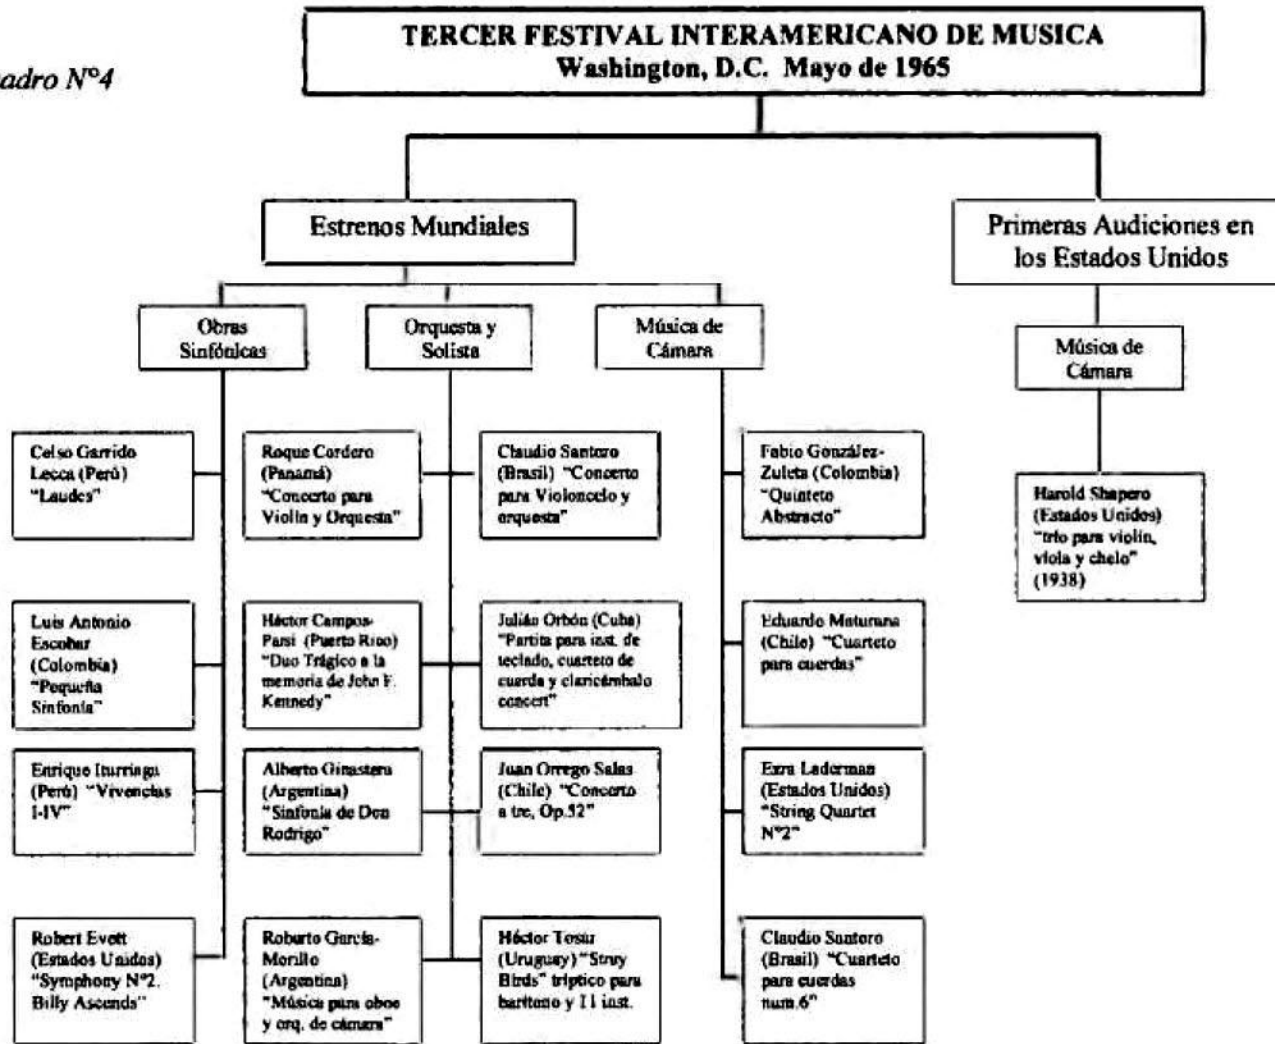 TERCER FESTIVAL INTERAMERICANO DE MUSICA
Washington, D.C. Mayo de 1965
adro Nº4
Estrenos Mundiales
Primeras Audiciones en
los Estados Unidos
Obras
Sinfónicas
Orquesta y
Solista
Música de
Cámara
Música de
Cámara
Celso Garrido
Lecca (Perú)
"Laudes"
Roque Cordero
(Panamá)
"Concerto para
Violín y Orquesta"
Claudio Santoro
(Brasil) "Concerto
para Violoncelo y
orquesta"
Fabio González-
Zuleta (Colombia)
"Quinteto
Abstracto"
Harold Shapero
(Estados Unidos)
"trío para violín,
viola y chelo"
(1938)
Luis Antonio
Escobar
(Colombia)
"Pequeña
Sinfonía"
Héctor Campos-
Parsi (Puerto Rico)
"Duo Trágico a la
memoria de John F.
Kennedy"
Julián Orbón (Cuba)
"Partita para inst. de
teclado, cuarteto de
cuerda y claricémbalo
concert"
Eduardo Maturana
(Chile) "Cuarteto
para cuerdas"
Enrique Iturriaga
(Perú) "Vivencias
I-IV"
Alberto Ginastera
(Argentina)
"Sinfonía de Don
Rodrigo"
Juan Orrego Salas
(Chile) "Concerto
a tre, Op.52"
Ezra Laderman
(Estados Unidos)
"String Quartet
Nº2"
Robert Evett
(Estados Unidos)
"Symphony Nº2.
Billy Ascends"
Roberto García-
Morillo
(Argentina)
"Música para oboe
y orq. de cámara"
Héctor Tosar
(Uruguay) "Stray
Birds" tríptico para
barítono y 11 inst.
Claudio Santoro
(Brasil) "Cuarteto
para cuerdas
num.6"